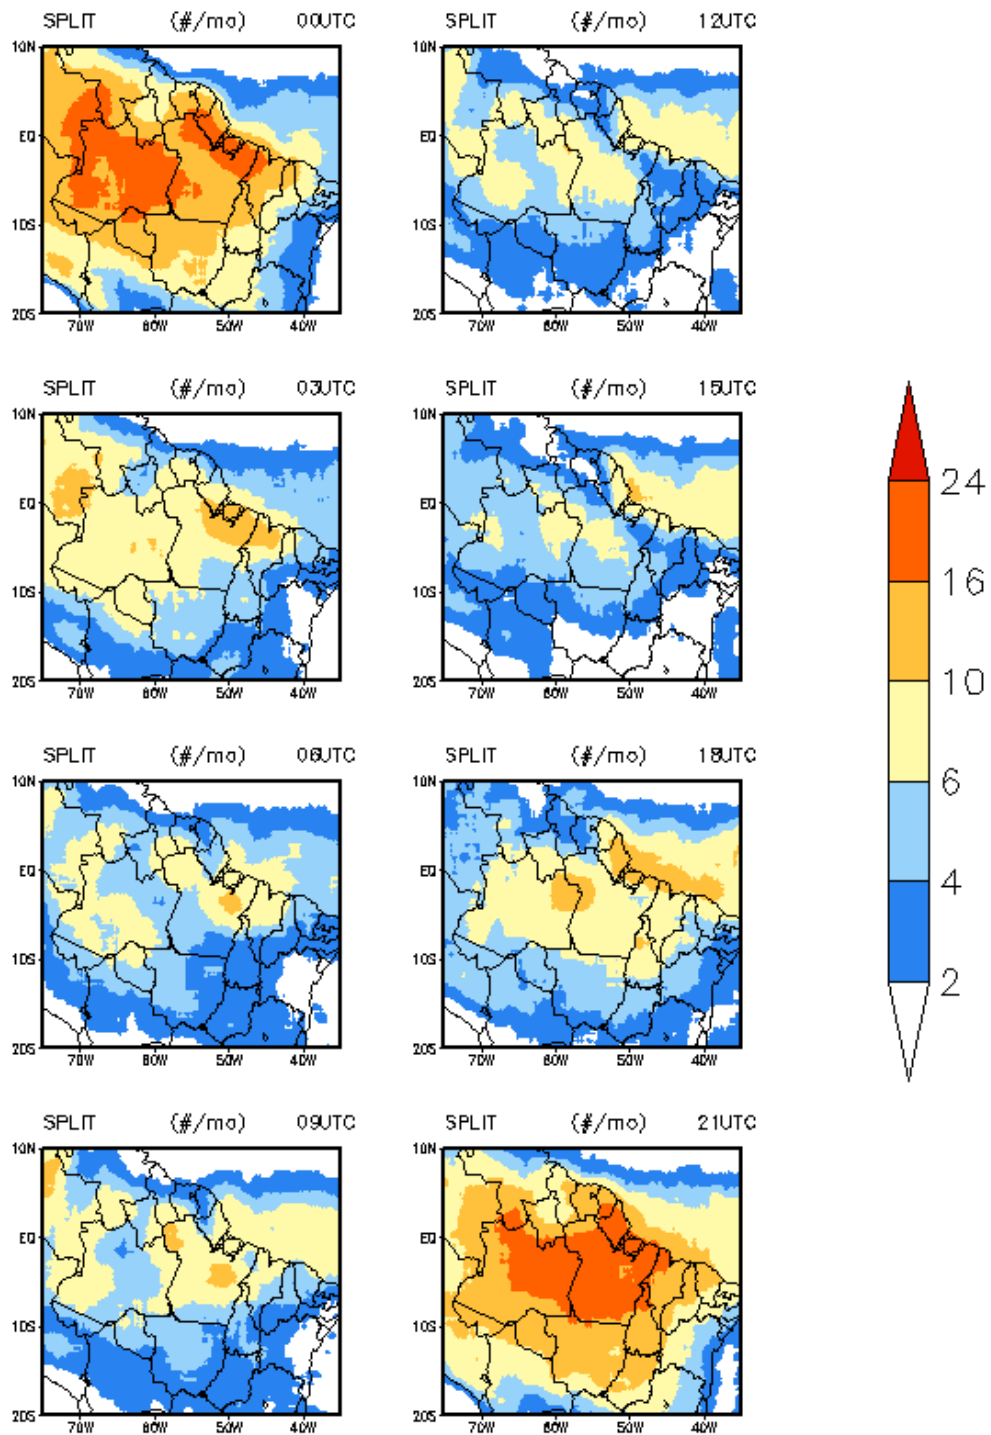 SPLIT (#/mo) 00UTC
10N
EQ
10S
20S
70W 60W 50W 40W
SPLIT (#/mo) 12UTC
10N
EQ
10S
20S
70W 60W 50W 40W
SPLIT (#/mo) 03UTC
10N
EQ
10S
20S
70W 60W 50W 40W
SPLIT (#/mo) 15UTC
10N
EQ
10S
20S
70W 60W 50W 40W
SPLIT (#/mo) 06UTC
10N
EQ
10S
20S
70W 60W 50W 40W
SPLIT (#/mo) 18UTC
10N
EQ
10S
20S
70W 60W 50W 40W
SPLIT (#/mo) 09UTC
10N
EQ
10S
20S
70W 60W 50W 40W
SPLIT (#/mo) 21UTC
10N
EQ
10S
20S
70W 60W 50W 40W
24
16
10
6
4
2